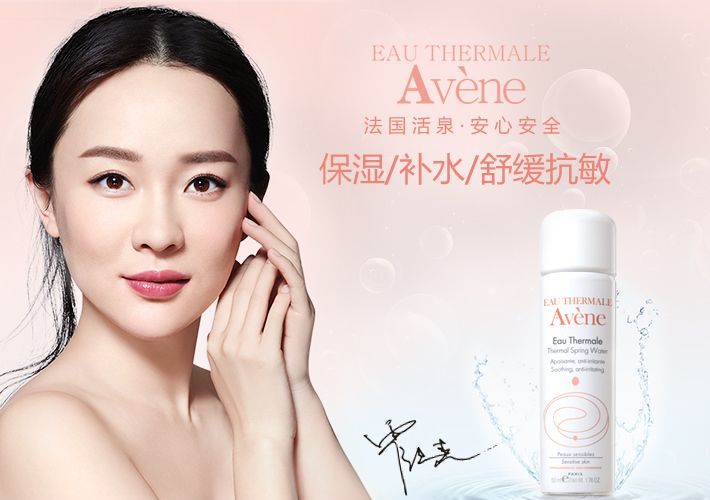 EAU THERMALE
Avène
法国活泉·安心安全
保湿/补水/舒缓抗敏
EAU THERMALE
Avène
Eau Thermale
Thermal Spring Water
Apaisante, anti-irritante
Soothing, anti-irritating
Peaux sensibles
Sensitive skin
PARIS